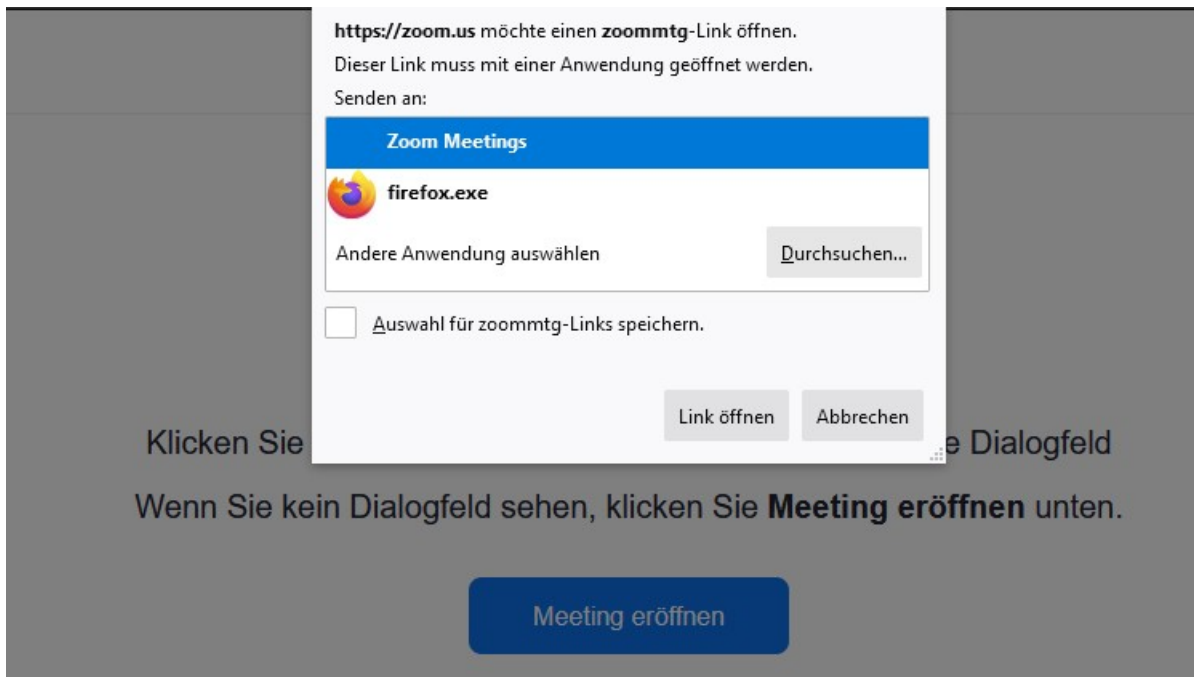 https://zoom.us möchte einen zoommtg-Link öffnen.
Dieser Link muss mit einer Anwendung geöffnet werden.
Senden an:
Zoom Meetings
firefox.exe
Andere Anwendung auswählen Durchsuchen...
Auswahl für zoommtg-Links speichern.
Link öffnen Abbrechen
Klicken Sie e Dialogfeld
Wenn Sie kein Dialogfeld sehen, klicken Sie Meeting eröffnen unten.
Meeting eröffnen